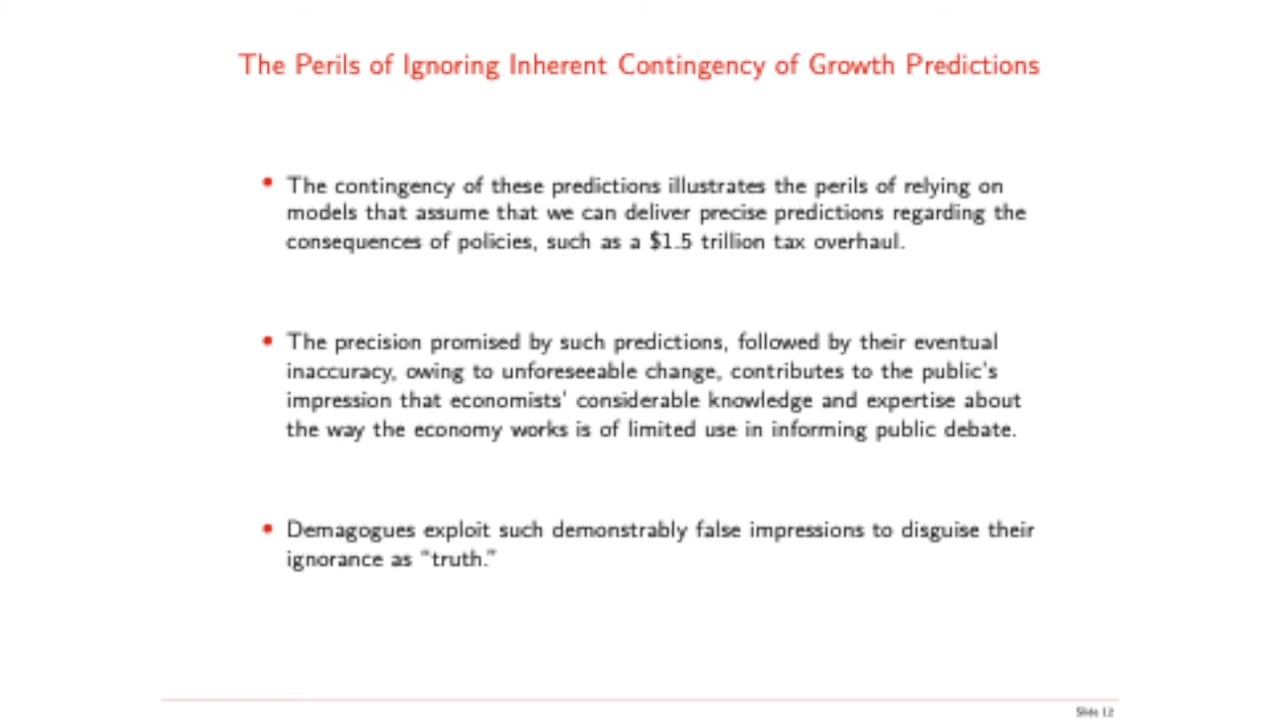 The Perils of Ignoring Inherent Contingency of Growth Predictions
• The contingency of these predictions illustrates the perils of relying on
models that assume that we can deliver precise predictions regarding the
consequences of policies, such as a $1.5 trillion tax overhaul.
• The precision promised by such predictions, followed by their eventual
inaccuracy, owing to unforeseeable change, contributes to the public's
impression that economists' considerable knowledge and expertise about
the way the economy works is of limited use in informing public debate.
• Demagogues exploit such demonstrably false impressions to disguise their
ignorance as “truth.”
Slide 12